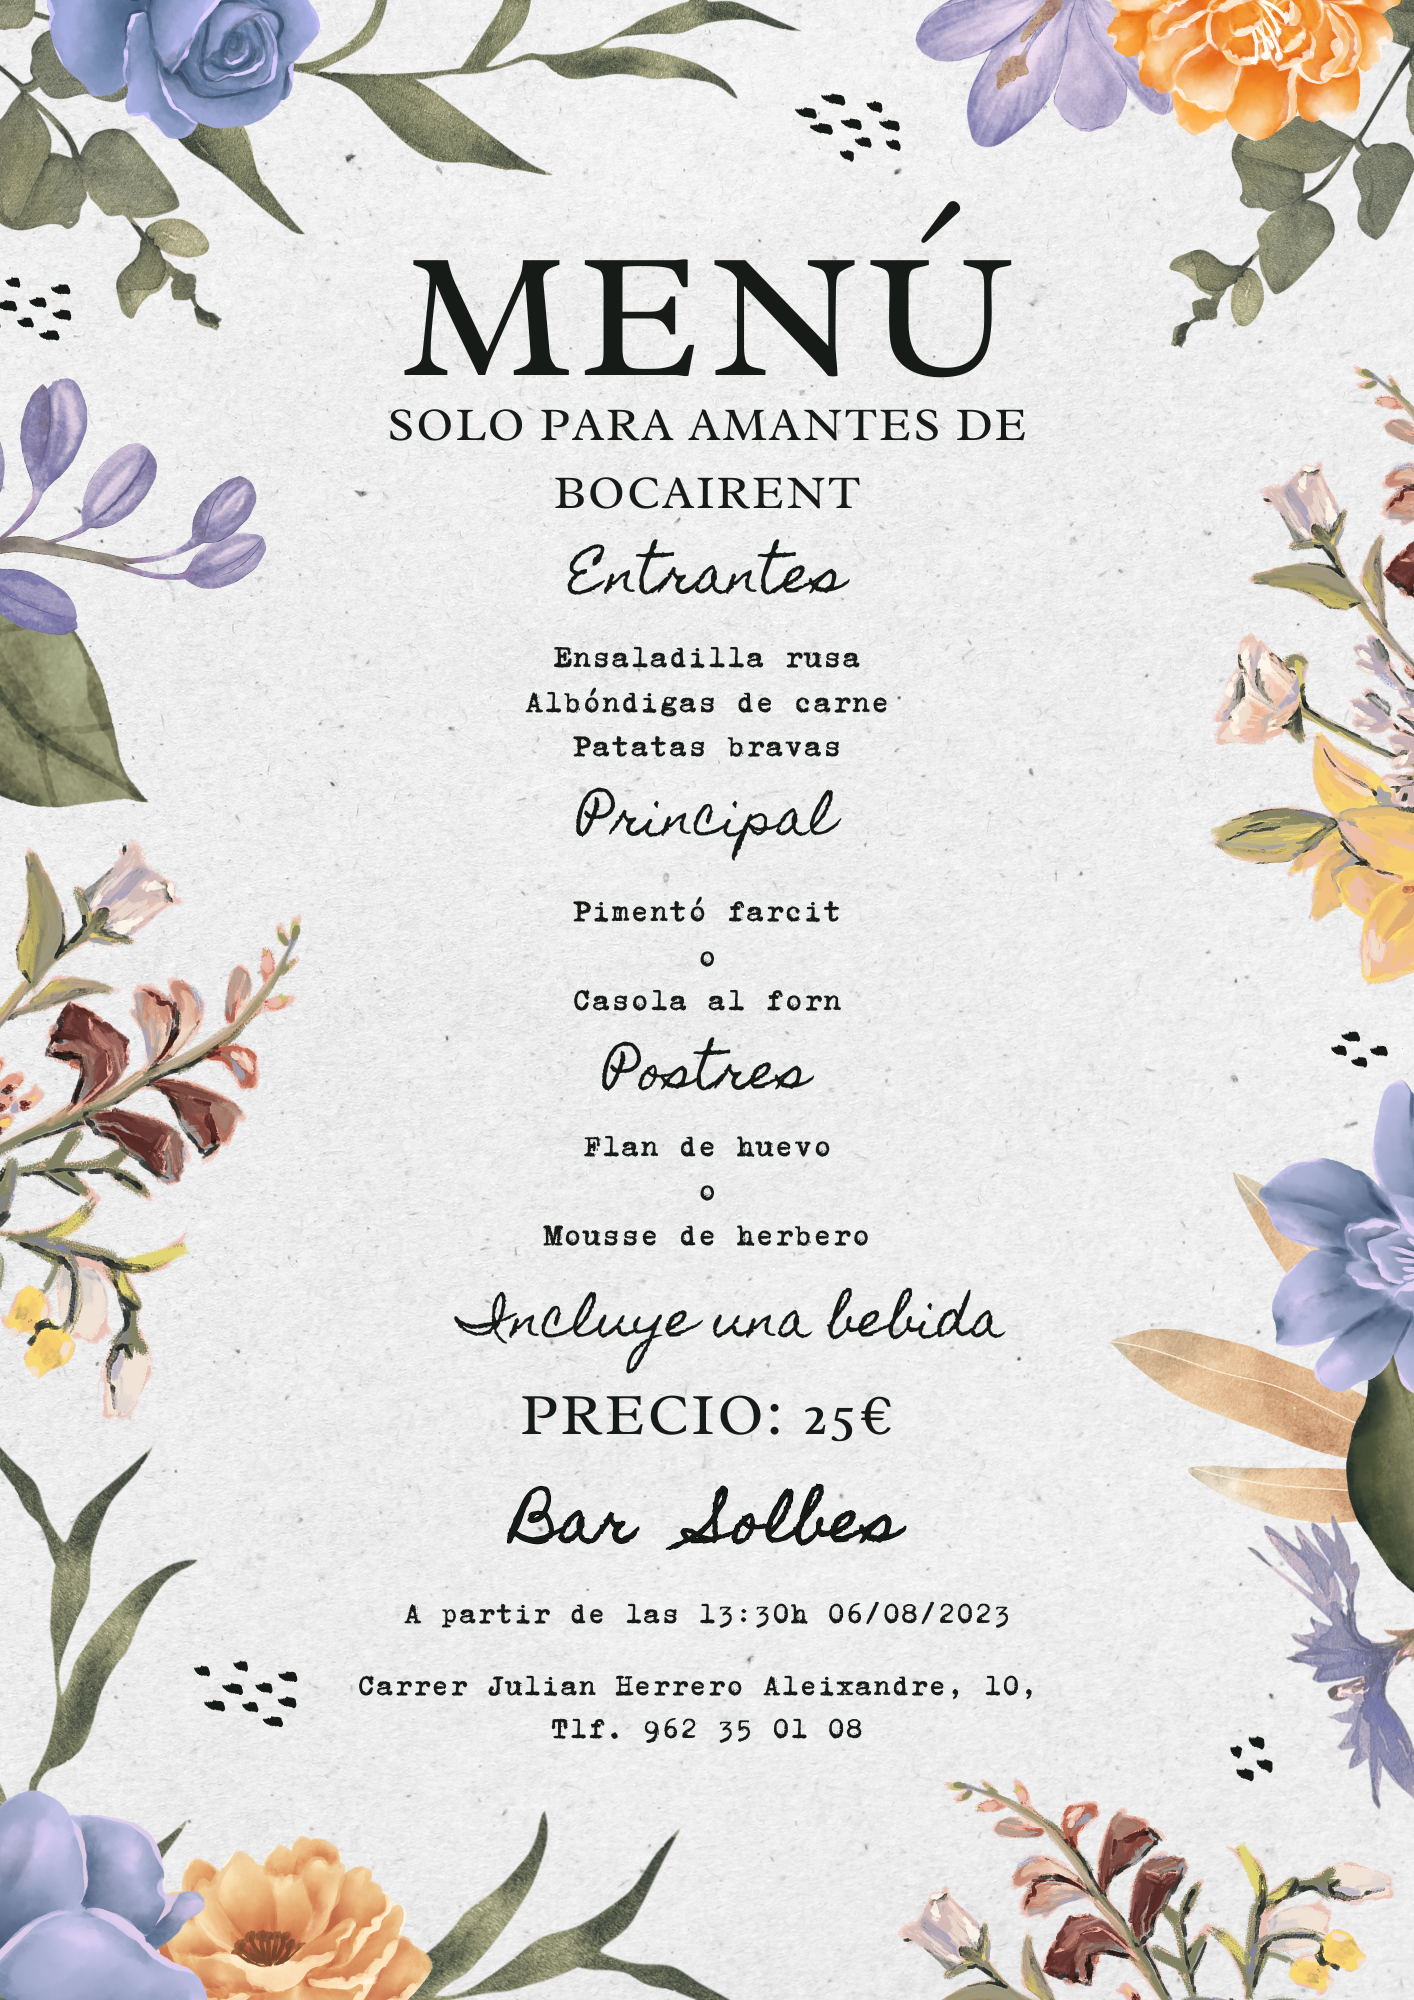 MENÚ
SOLO PARA AMANTES DE
BOCAIRENT
Entrantes
Ensaladilla rusa
Albóndigas de carne
Patatas bravas
Principal
Pimentó farcit
o
Casola al forn
Postres
Flan de huevo
o
Mousse de herbero
Incluye una bebida
PRECIO: 25€
Bar Solbes
A partir de las 13:30h 06/08/2023
Carrer Julian Herrero Aleixandre, 10,
Tlf. 962 35 01 08